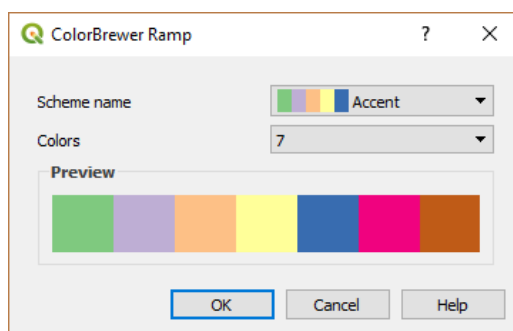 ColorBrewer Ramp ?
Scheme name Accent
Colors 7
Preview
OK Cancel Help